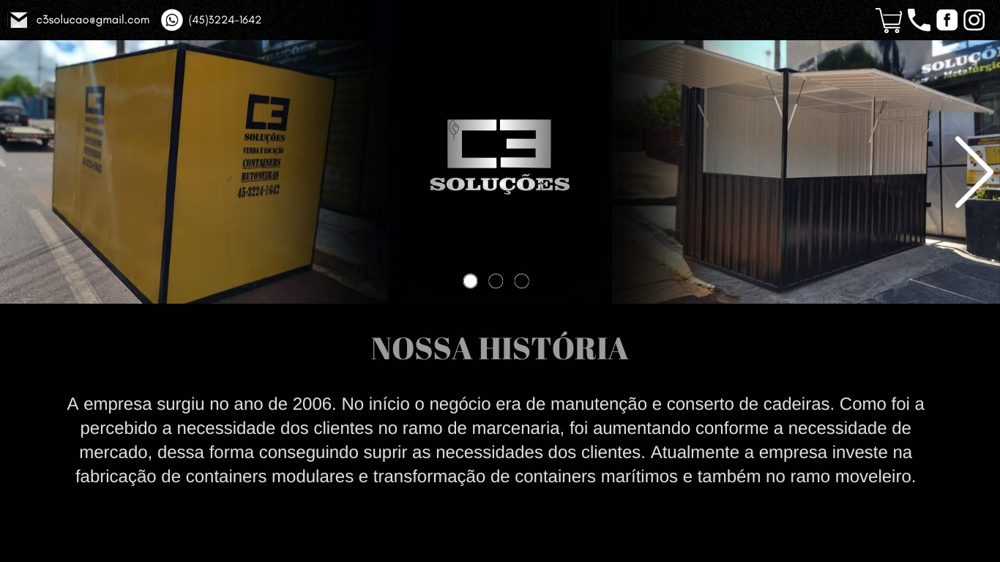 c3solucao@gmail.com (45)3224-1642
C3
SOLUÇÕES
VENDA E LOCAÇÃO
CONTAINERS
BETONEIRAS
45-3224-1642
C3
SOLUÇÕES
SOLUÇÕ
Metalúrgic
NOSSA HISTÓRIA
A empresa surgiu no ano de 2006. No início o negócio era de manutenção e conserto de cadeiras. Como foi a
percebido a necessidade dos clientes no ramo de marcenaria, foi aumentando conforme a necessidade de
mercado, dessa forma conseguindo suprir as necessidades dos clientes. Atualmente a empresa investe na
fabricação de containers modulares e transformação de containers marítimos e também no ramo moveleiro.